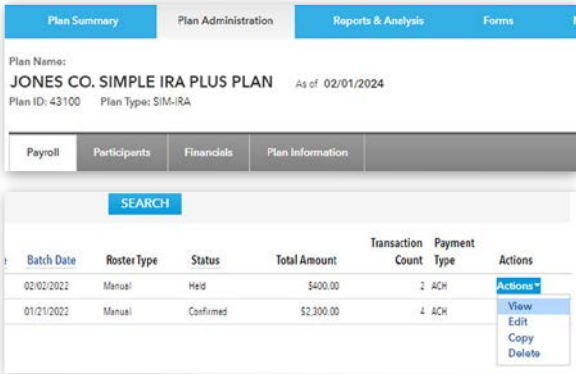 Plan Summary Plan Administration Reports & Analysis Forms
Plan Name:
JONES CO. SIMPLE IRA PLUS PLAN As of 02/01/2024
Plan ID: 43100 Plan Type: SIM-IRA
Payroll Participants Financials Plan Information
SEARCH
Transaction Payment
Batch Date RosterType Status Total Amount Count Type Actions
02/02/2022 Manual Held $400.00 2 ACH Actions
01/21/2022 Manual Confirmed $2,300.00 4 ACH
View
Edit
Copy
Delete